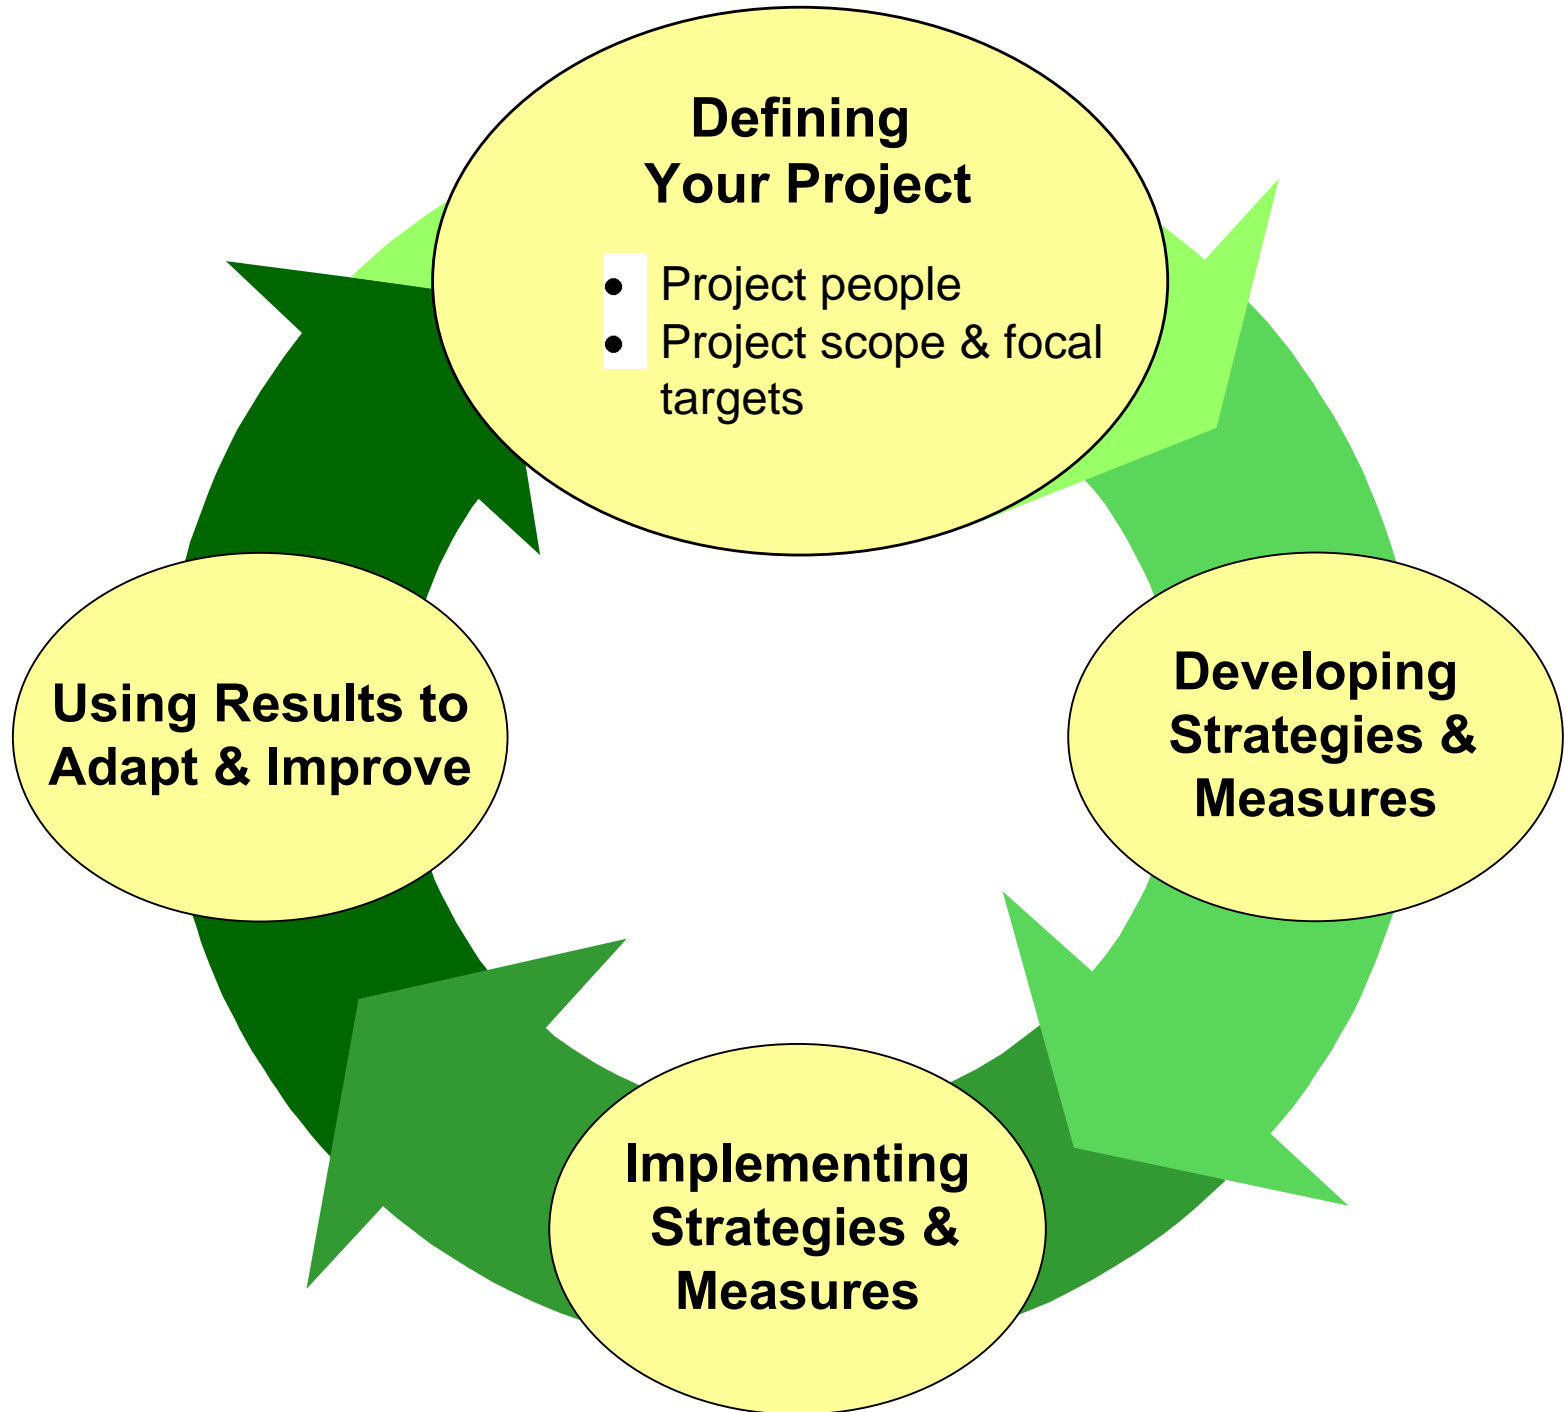 Defining
Your Project
• Project people
• Project scope & focal
targets
Using Results to
Adapt & Improve
Developing
Strategies &
Measures
Implementing
Strategies &
Measures